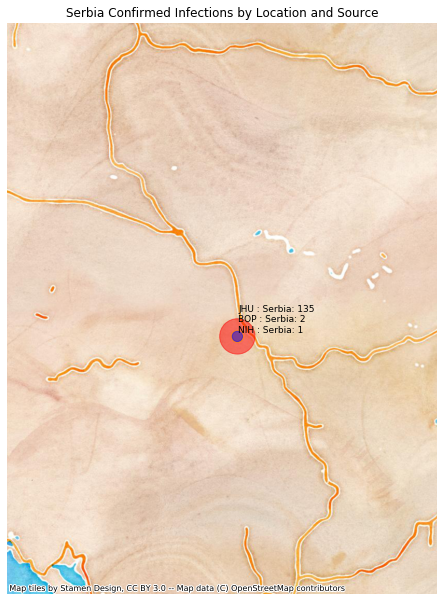 Serbia Confirmed Infections by Location and Source
JHU : Serbia: 135
BOP : Serbia: 2
NIH : Serbia: 1
Map tiles by Stamen Design, CC BY 3.0 -- Map data (C) OpenStreetMap contributors